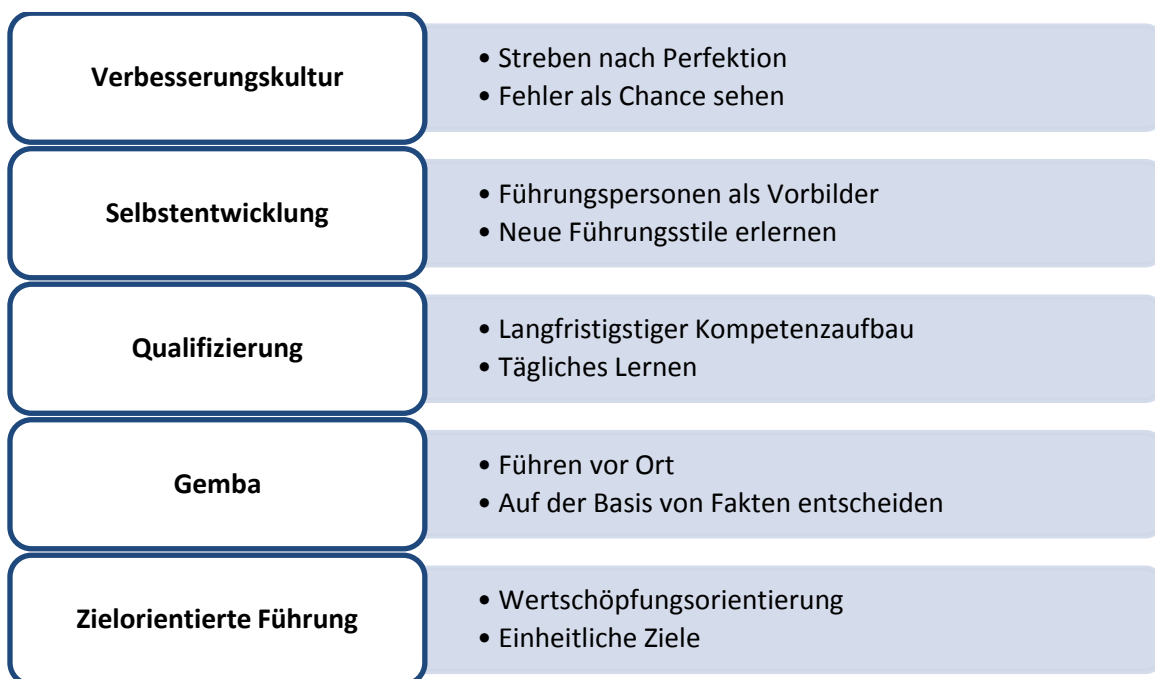 Verbesserungskultur
• Streben nach Perfektion
• Fehler als Chance sehen
Selbstentwicklung
• Führungspersonen als Vorbilder
• Neue Führungsstile erlernen
Qualifizierung
• Langfristigstiger Kompetenzaufbau
• Tägliches Lernen
Gemba
• Führen vor Ort
• Auf der Basis von Fakten entscheiden
Zielorientierte Führung
• Wertschöpfungsorientierung
• Einheitliche Ziele